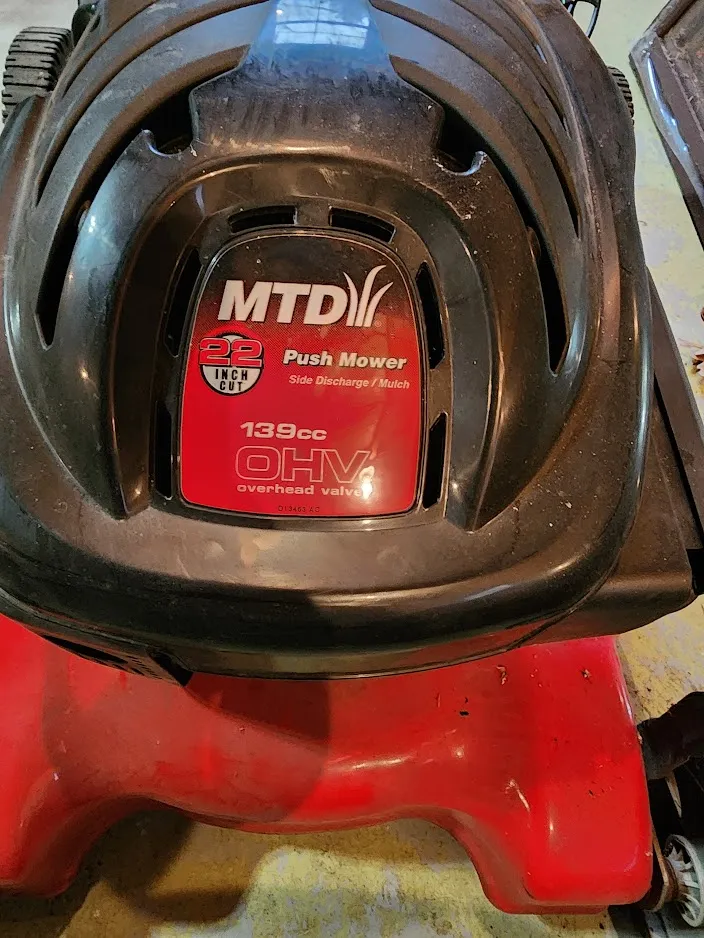 MTD
22
INCH
CUT
Push Mower
Side Discharge / Mulch
139cc
OHV
overhead valve